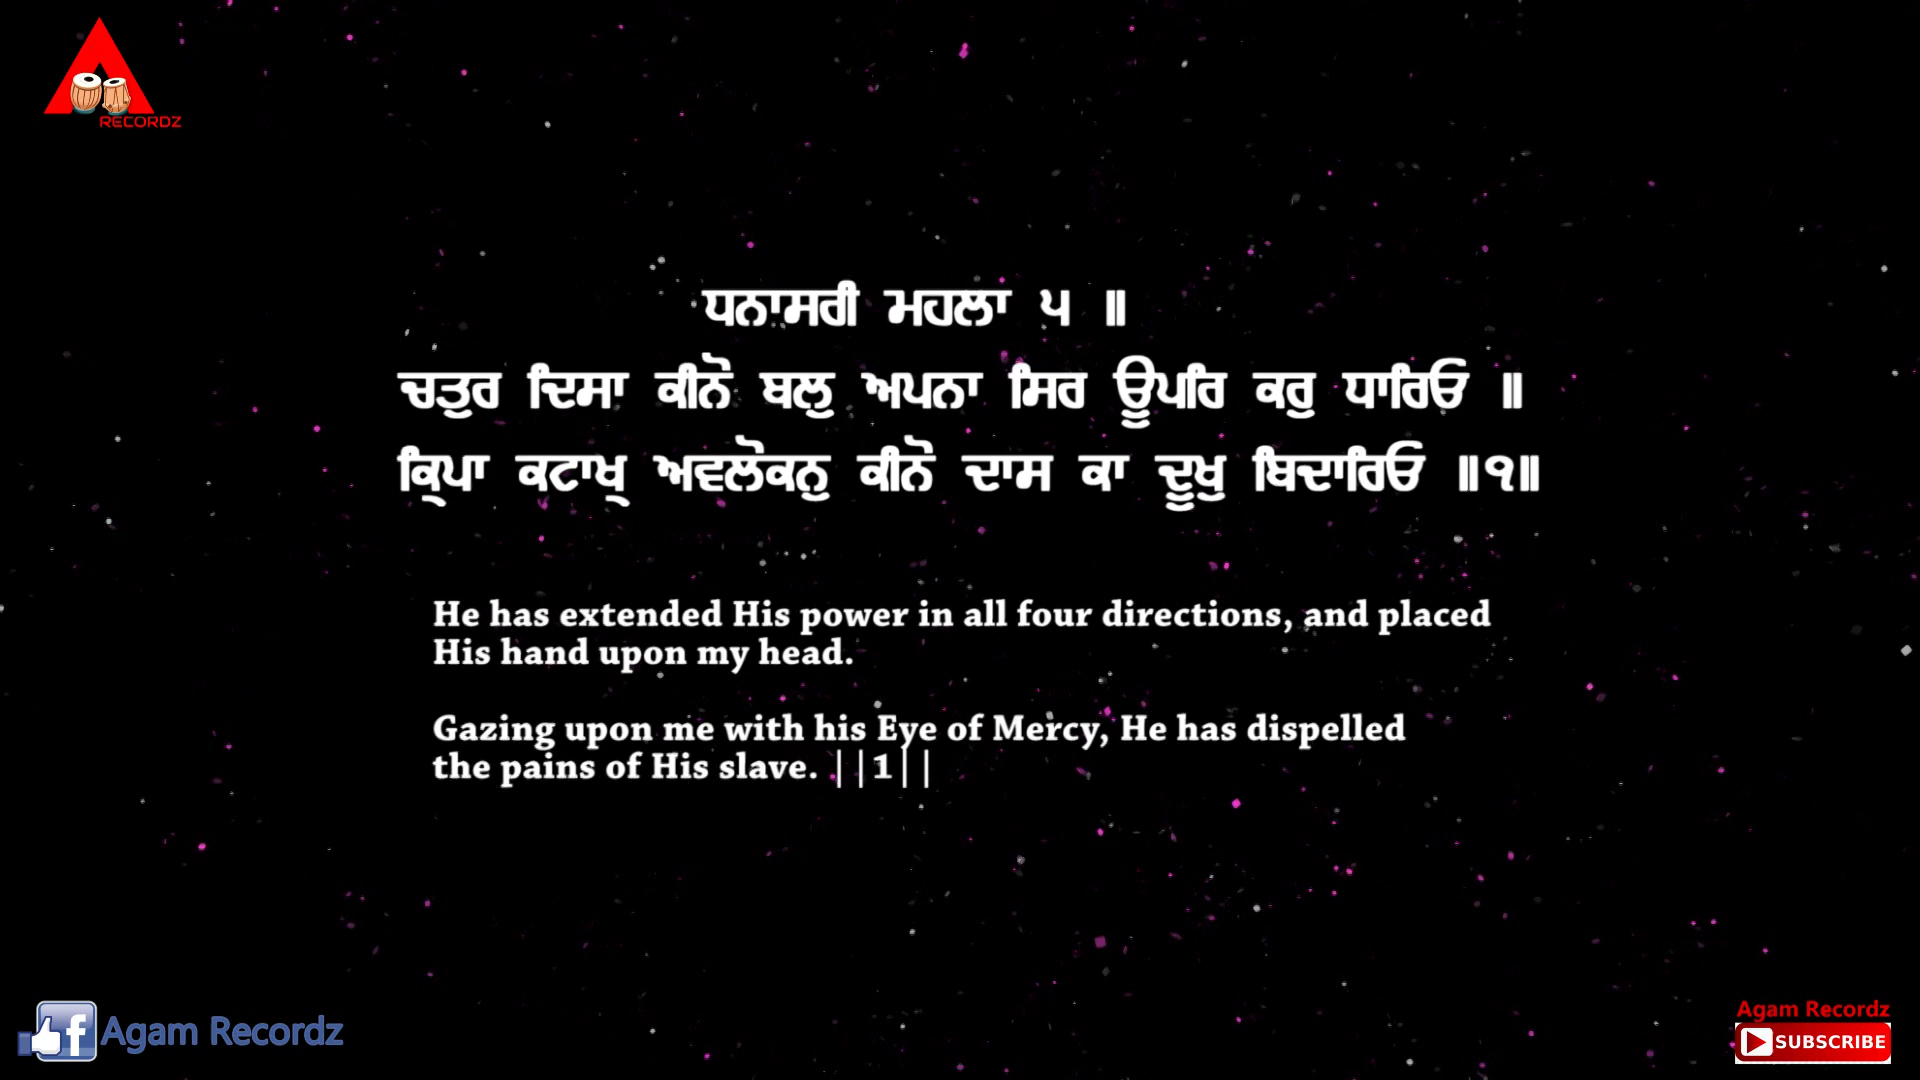 RECORDZ
ਧਨਾਸਰੀ ਮਹਲਾ ੫ ॥
ਚਤੁਰ ਦਿਸਾ ਕੀਨੋ ਬਲੁ ਅਪਨਾ ਸਿਰ ਊਪਰਿ ਕਰੁ ਧਾਰਿਓ ॥
ਕ੍ਰਿਪਾ ਕਟਾਖ੍ਯ੍ਯ ਅਵਲੋਕਨੁ ਕੀਨੋ ਦਾਸ ਕਾ ਦੂਖੁ ਬਿਦਾਰਿਓ ॥੧॥
He has extended His power in all four directions, and placed
His hand upon my head.
Gazing upon me with his Eye of Mercy, He has dispelled
the pains of His slave. ||1||
Agam Recordz
Agam Recordz
SUBSCRIBE